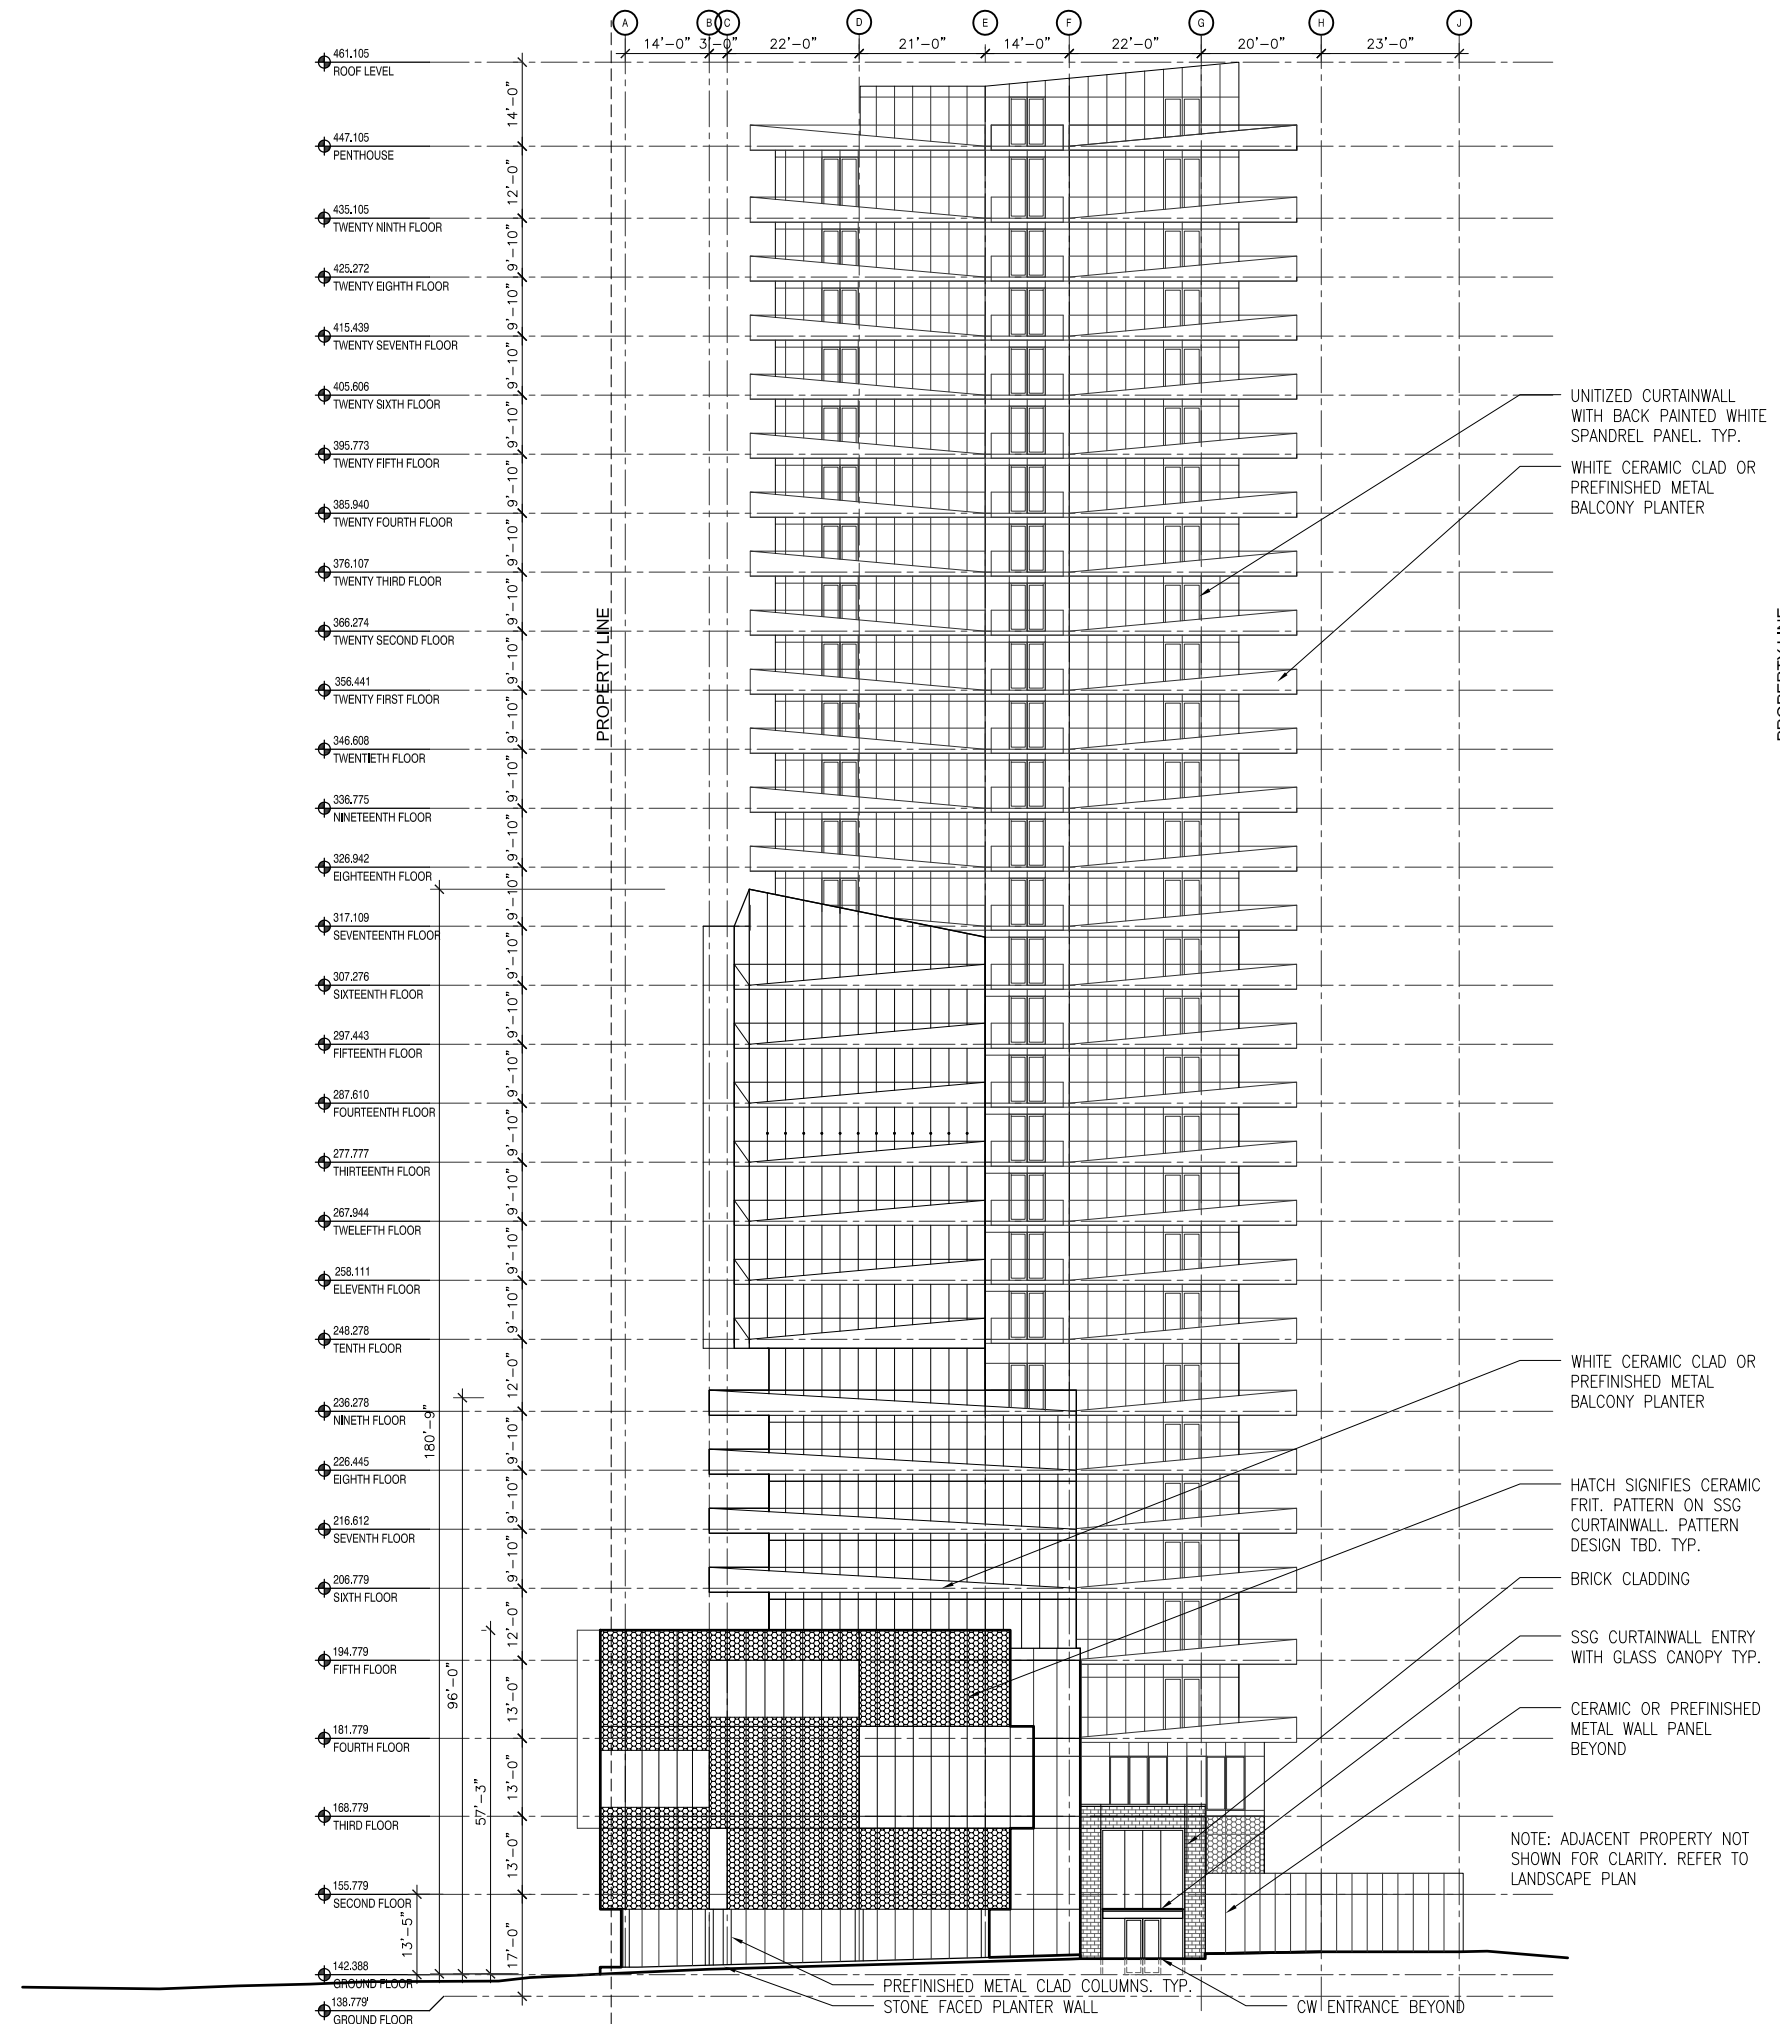 A B C D E F G H J
14'-0" 3'-0" 22'-0" 21'-0" 14'-0" 22'-0" 20'-0" 23'-0"
461.105
ROOF LEVEL
14'-0"
447.105
PENTHOUSE
12'-0"
435.105
TWENTY NINTH FLOOR
9'-10"
425.272
TWENTY EIGHTH FLOOR
9'-10"
415.439
TWENTY SEVENTH FLOOR
9'-10"
405.606
TWENTY SIXTH FLOOR
9'-10"
395.773
TWENTY FIFTH FLOOR
9'-10"
385.940
TWENTY FOURTH FLOOR
9'-10"
376.107
TWENTY THIRD FLOOR
9'-10"
366.274
TWENTY SECOND FLOOR
9'-10"
356.441
TWENTY FIRST FLOOR
9'-10"
346.608
TWENTIETH FLOOR
9'-10"
336.775
NINETEENTH FLOOR
9'-10"
326.942
EIGHTEENTH FLOOR
9'-10"
317.109
SEVENTEENTH FLOOR
9'-10"
307.276
SIXTEENTH FLOOR
9'-10"
297.443
FIFTEENTH FLOOR
9'-10"
287.610
FOURTEENTH FLOOR
9'-10"
277.777
THIRTEENTH FLOOR
9'-10"
267.944
TWELEFTH FLOOR
9'-10"
258.111
ELEVENTH FLOOR
9'-10"
248.278
TENTH FLOOR
12'-0"
236.278
NINETH FLOOR
9'-10"
226.445
EIGHTH FLOOR
9'-10"
216.612
SEVENTH FLOOR
9'-10"
206.779
SIXTH FLOOR
12'-0"
194.779
FIFTH FLOOR
13'-0"
181.779
FOURTH FLOOR
13'-0"
168.779
THIRD FLOOR
13'-0"
155.779
SECOND FLOOR
17'-0"
142.388
GROUND FLOOR
138.779'
GROUND FLOOR
180'-9"
96'-0"
57'-3"
13'-5"
PROPERTY LINE
PROPERTY LINE
UNITIZED CURTAINWALL
WITH BACK PAINTED WHITE
SPANDREL PANEL. TYP.
WHITE CERAMIC CLAD OR
PREFINISHED METAL
BALCONY PLANTER
WHITE CERAMIC CLAD OR
PREFINISHED METAL
BALCONY PLANTER
HATCH SIGNIFIES CERAMIC
FRIT. PATTERN ON SSG
CURTAINWALL. PATTERN
DESIGN TBD. TYP.
BRICK CLADDING
SSG CURTAINWALL ENTRY
WITH GLASS CANOPY TYP.
CERAMIC OR PREFINISHED
METAL WALL PANEL
BEYOND
NOTE: ADJACENT PROPERTY NOT
SHOWN FOR CLARITY. REFER TO
LANDSCAPE PLAN
PREFINISHED METAL CLAD COLUMNS. TYP.
STONE FACED PLANTER WALL
CW ENTRANCE BEYOND